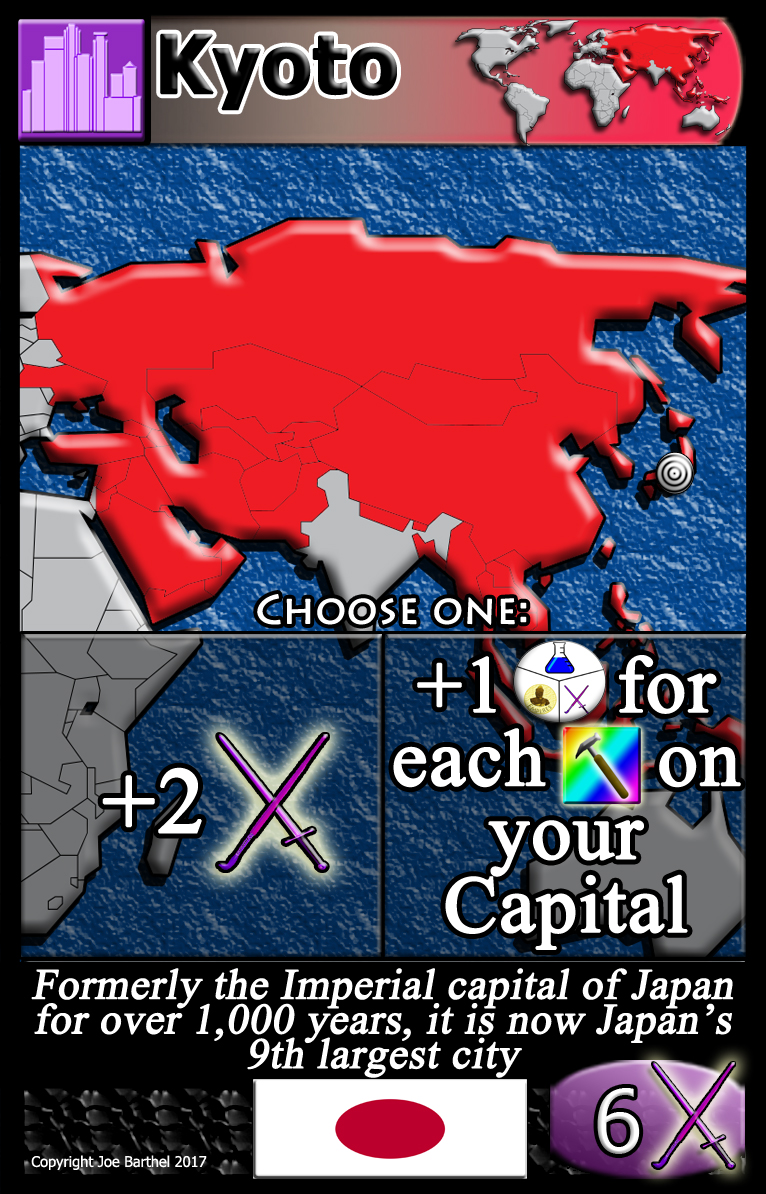 Kyoto
CHOOSE ONE:
+2
+1 for
each on
your
Capital
Formerly the Imperial capital of Japan
for over 1,000 years, it is now Japan's
9th largest city
6
Copyright Joe Barthel 2017